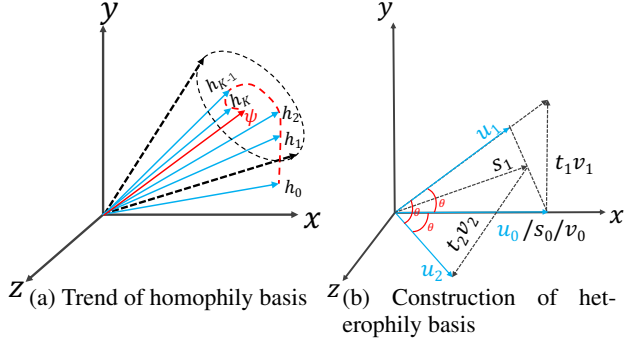 y
h_{K-1}
h_K
ψ
h_2
h_1
h_0
x
z
(a) Trend of homophily basis
y
u_1
s_1
t_1v_1
θ
θ
θ
t_2v_2
x
u_0/s_0/v_0
u_2
z
(b) Construction of het-
erophily basis